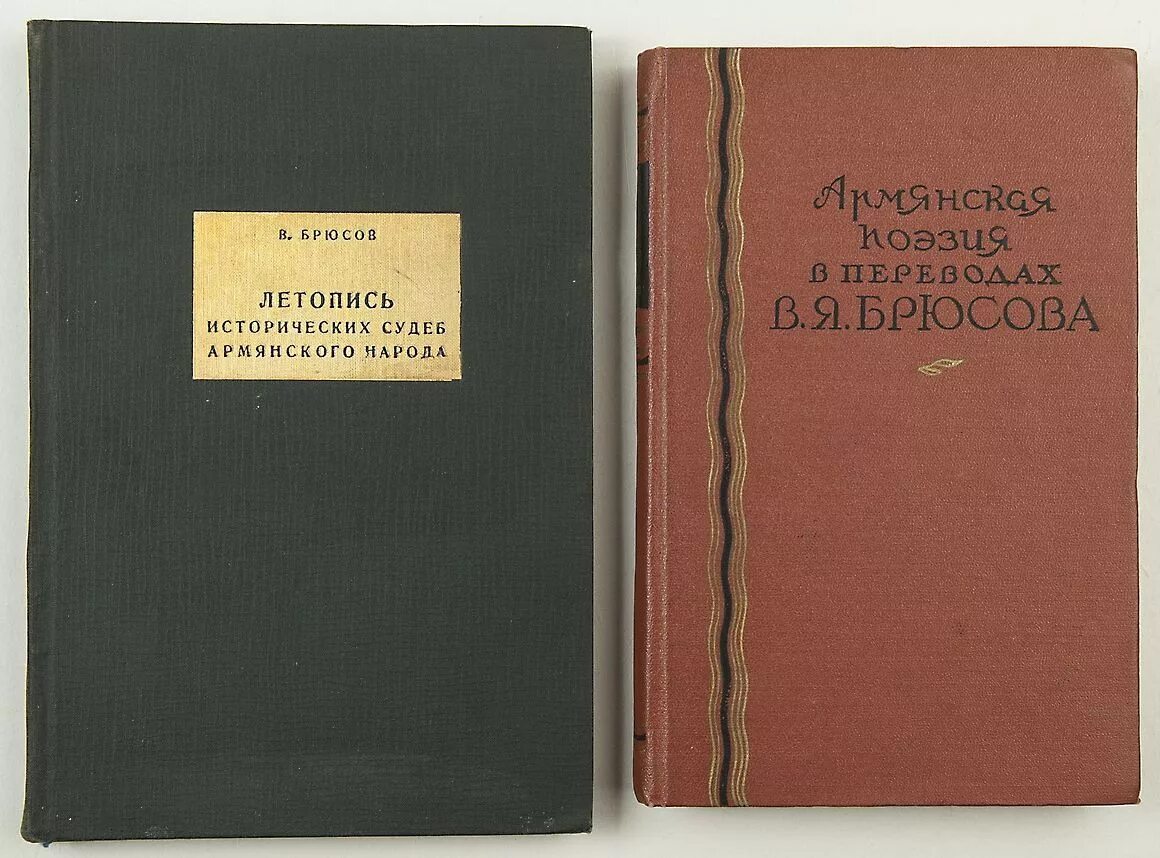 В. БРЮСОВ
ЛЕТОПИСЬ
ИСТОРИЧЕСКИХ СУДЕБ
АРМЯНСКОГО НАРОДА
Армянская
поэзия
в переводах
В.Я.БРЮСОВА